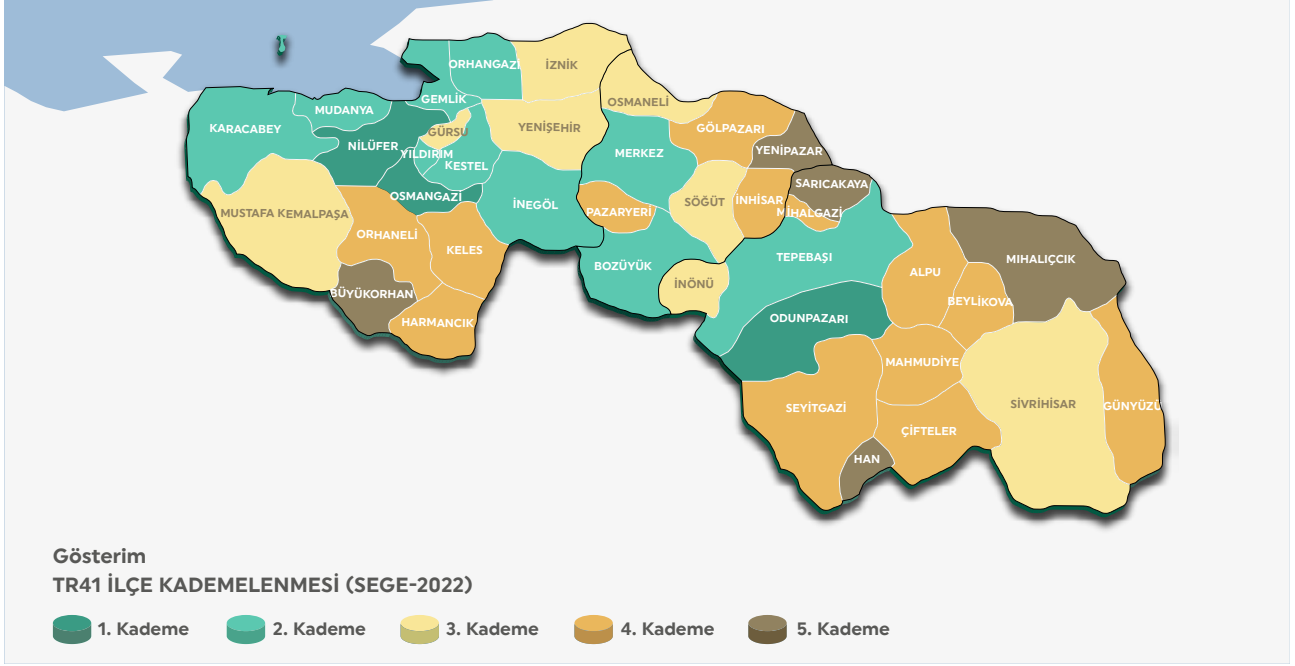 ORHANGAZİ
İZNİK
GEMLİK
OSMANELİ
MUDANYA
KARACABEY
GÜRSU
YENİŞEHİR
GÖLPAZARI
NİLÜFER
YILDIRIM
KESTEL
MERKEZ
YENİPAZAR
OSMANGAZİ
SARICAKAYA
İNEGÖL
SÖĞÜT
İNHİSAR
MUSTAFA KEMALPAŞA
PAZARYERİ
MİHALGAZİ
ORHANELİ
KELES
TEPEBAŞI
MIHALIÇCIK
BOZÜYÜK
ALPU
İNÖNÜ
BÜYÜKORHAN
BEYLİKOVA
HARMANCIK
ODUNPAZARI
MAHMUDİYE
SEYİTGAZİ
SİVRİHİSAR
GÜNYÜZÜ
ÇİFTELER
HAN
Gösterim
TR41 İLÇE KADEMELENMESİ (SEGE-2022)
1. Kademe 2. Kademe 3. Kademe 4. Kademe 5. Kademe